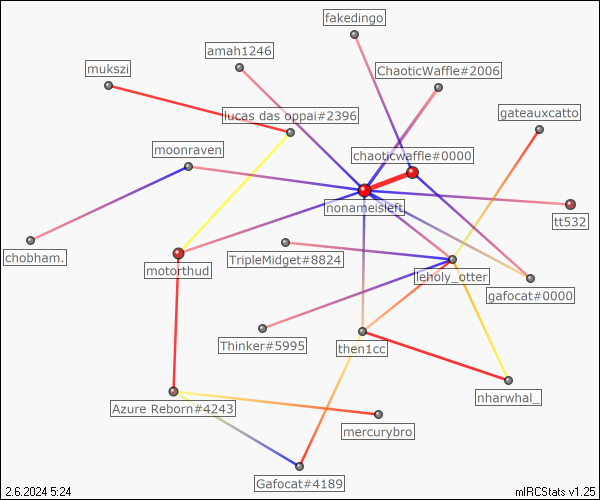 fakedingo
amah1246
mukszi
ChaoticWaffle#2006
lucas das oppai#2396
gateauxcatto
moonraven
chaoticwaffle#0000
nonameisleft
tt532
chobham.
motorthud
TripleMidget#8824
leholy_otter
gafocat#0000
Thinker#5995
then1cc
nharwhal_
Azure Reborn#4243
mercurybro
Gafocat#4189
2.6.2024 5:24
mIRCStats v1.25